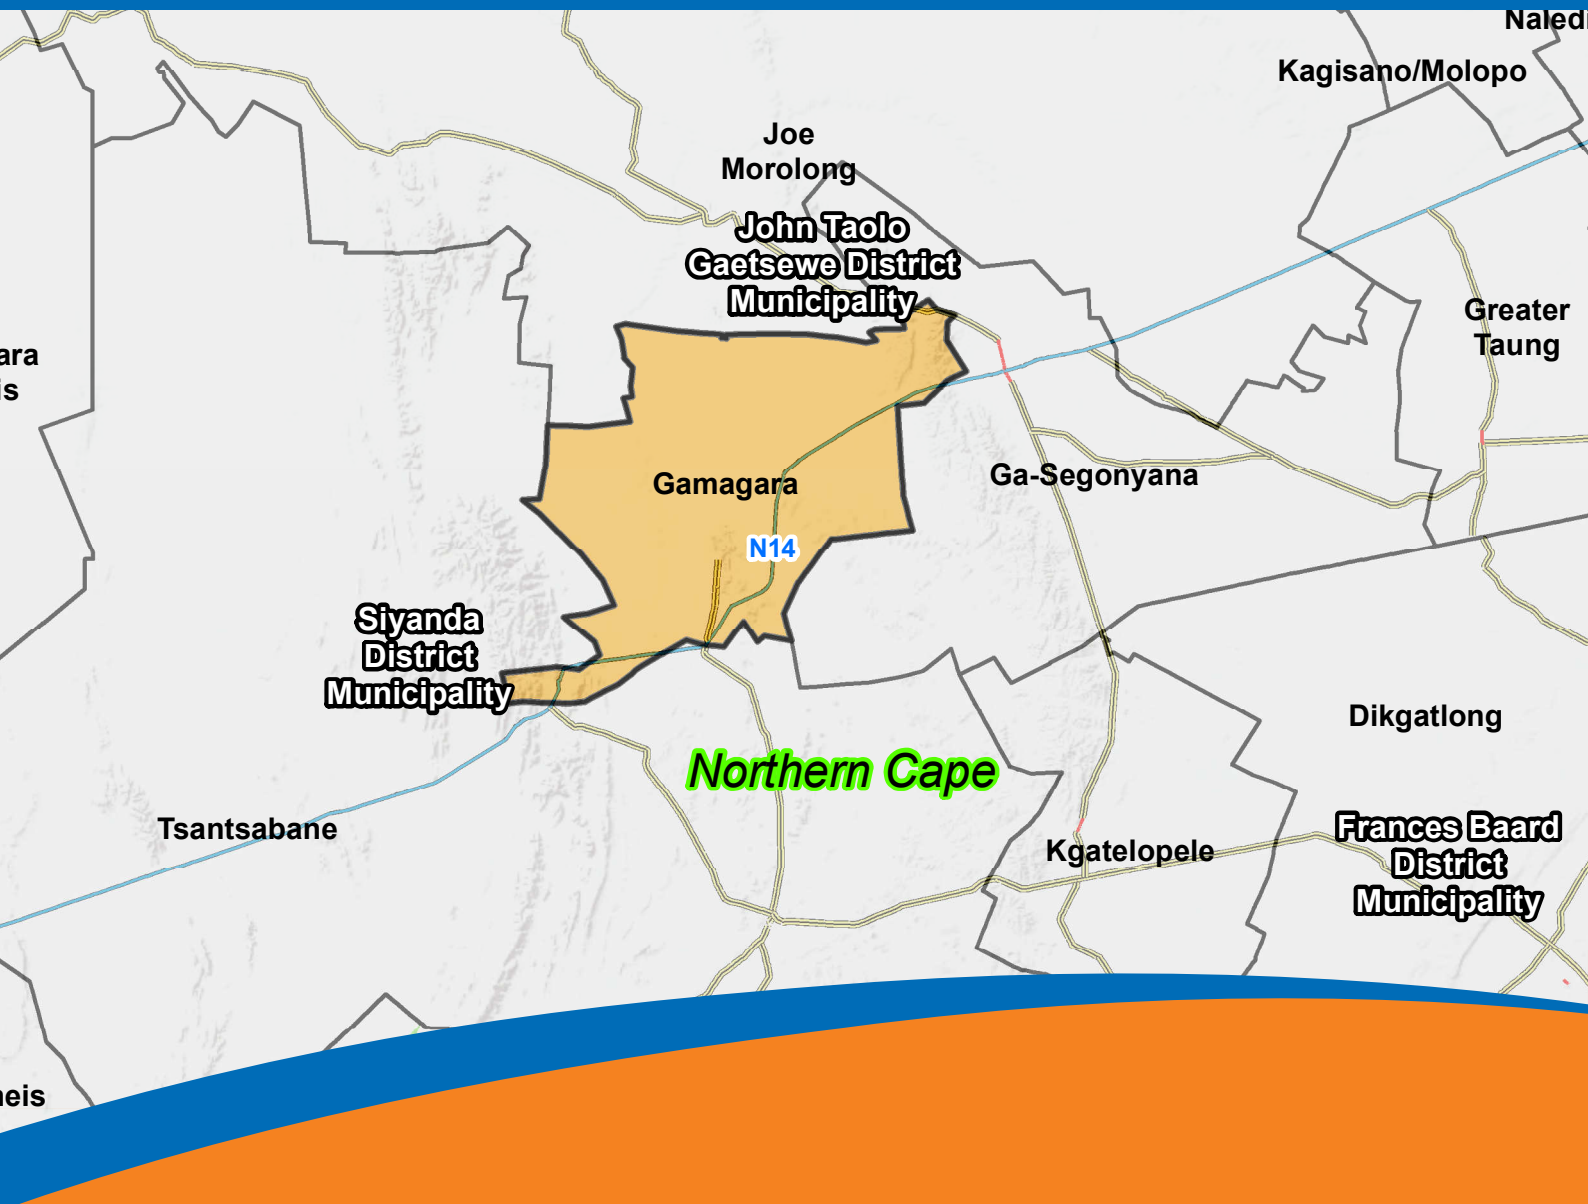 Naledi
Kagisano/Molopo
Joe
Morolong
John Taolo
Gaetsewe District
Municipality
Greater
Taung
ara
is
Gamagara
Ga-Segonyana
N14
Siyanda
District
Municipality
Dikgatlong
Northern Cape
Tsantsabane
Kgatelopele
Frances Baard
District
Municipality
eis